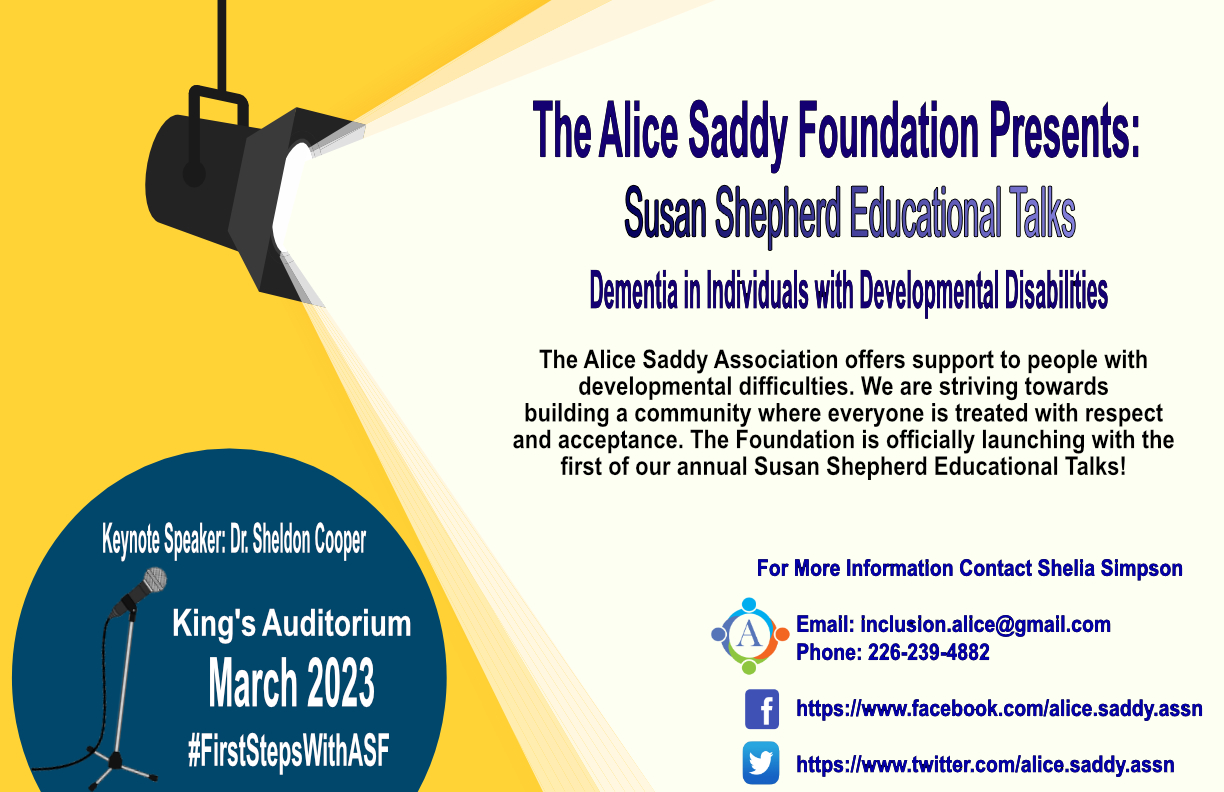 The Alice Saddy Foundation Presents:
Susan Shepherd Educational Talks
Dementia in Individuals with Developmental Disabilities
The Alice Saddy Association offers support to people with
developmental difficulties. We are striving towards
building a community where everyone is treated with respect
and acceptance. The Foundation is officially launching with the
first of our annual Susan Shepherd Educational Talks!
Keynote Speaker: Dr. Sheldon Cooper
King's Auditorium
March 2023
#FirstStepsWithASF
For More Information Contact Shelia Simpson
A
Email: inclusion.alice@gmail.com
Phone: 226-239-4882
f
https://www.facebook.com/alice.saddy.assn
https://www.twitter.com/alice.saddy.assn